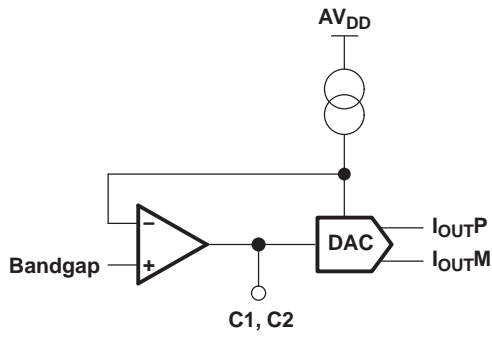 AVDD
−
Bandgap
+
DAC
IOUTP
IOUTM
C1, C2